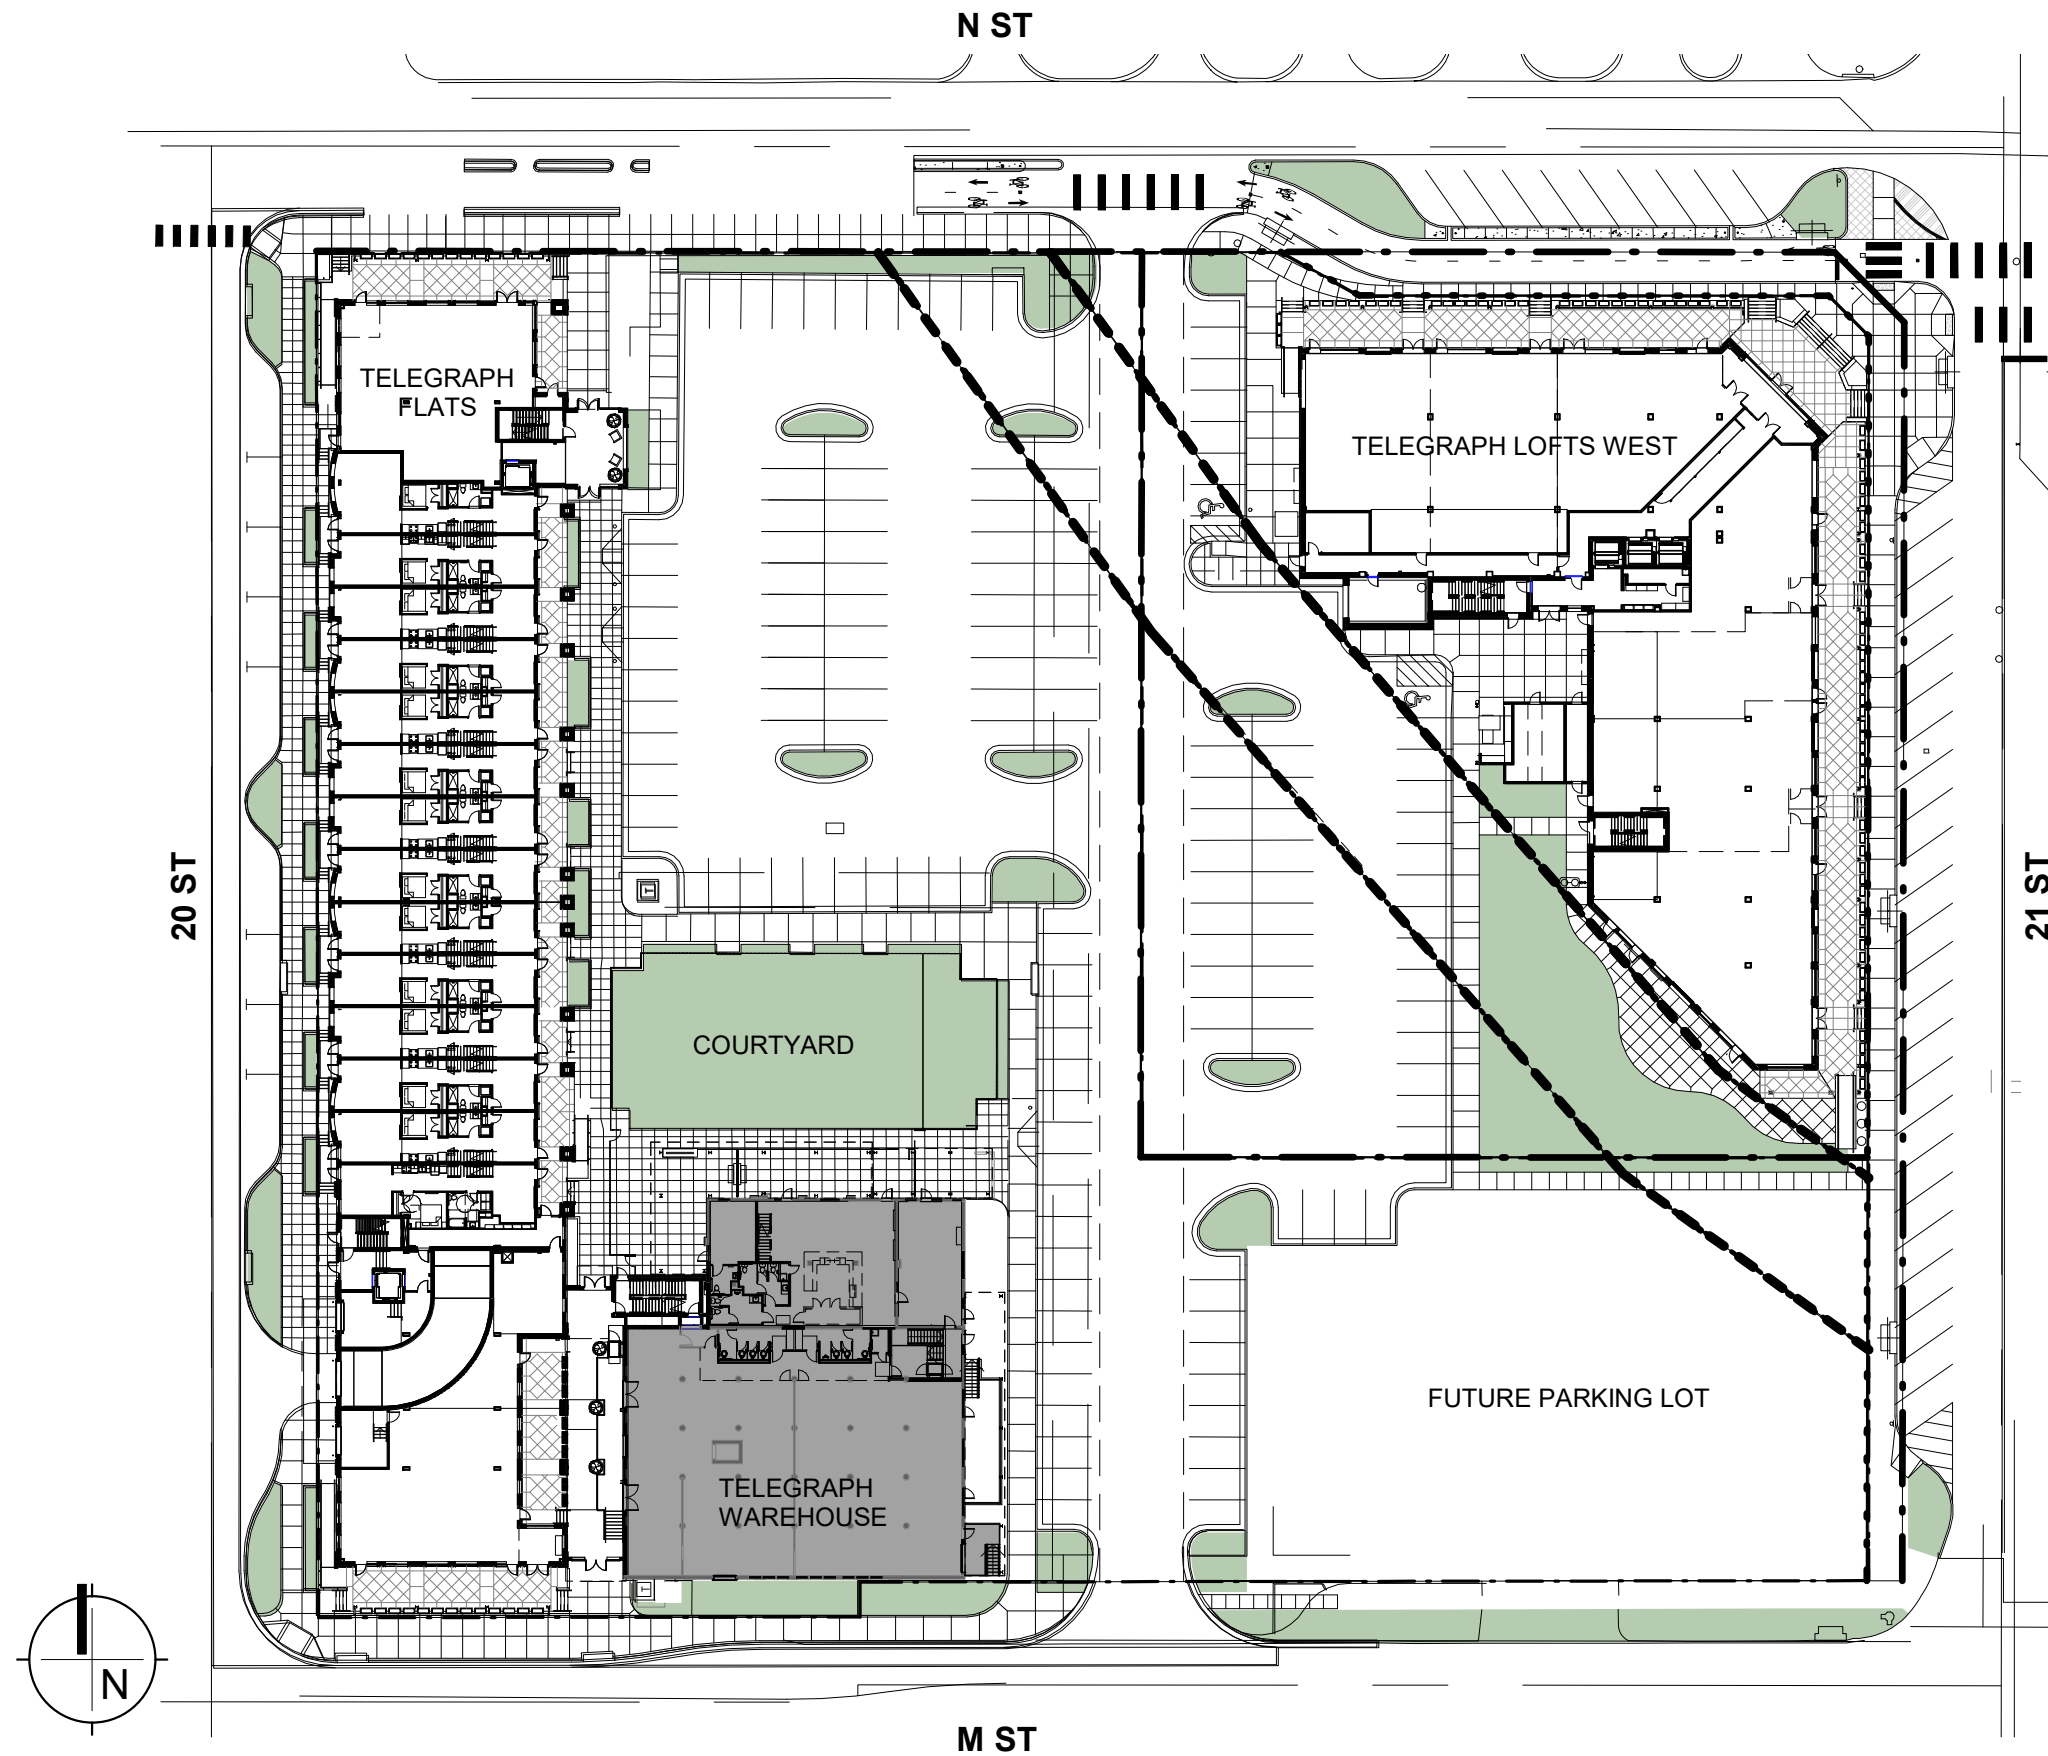 N ST
TELEGRAPH
FLATS
TELEGRAPH LOFTS WEST
20 ST
21 ST
COURTYARD
FUTURE PARKING LOT
TELEGRAPH
WAREHOUSE
N
M ST